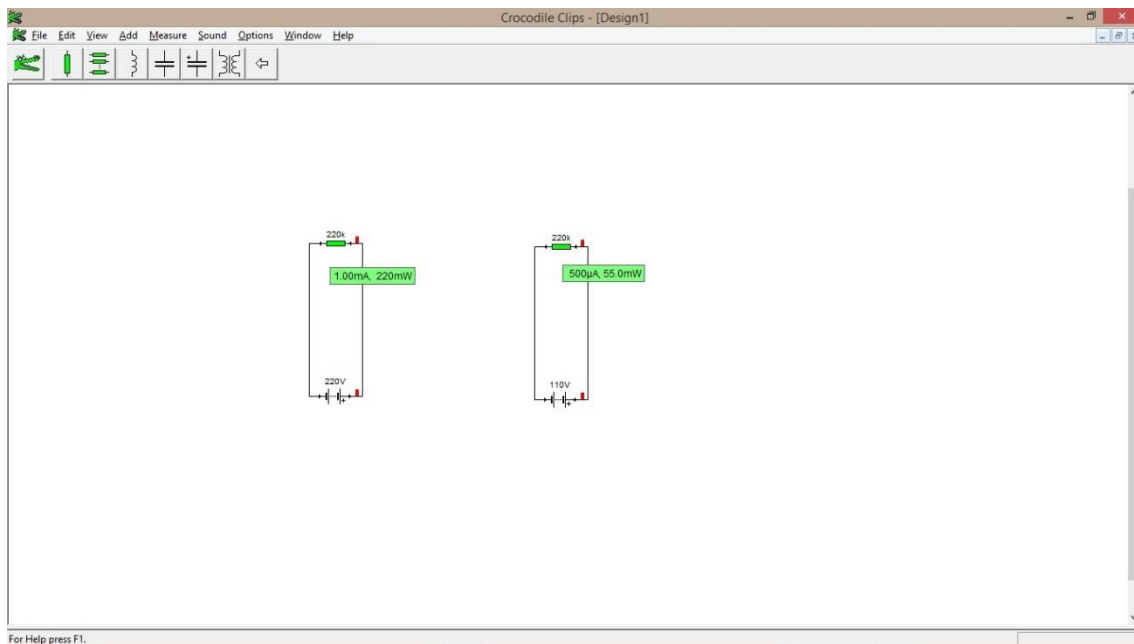 Crocodile Clips - [Design1]
File Edit View Add Measure Sound Options Window Help
220k
1.00mA, 220mW
220V
220k
500µA, 55.0mW
110V
For Help press F1.